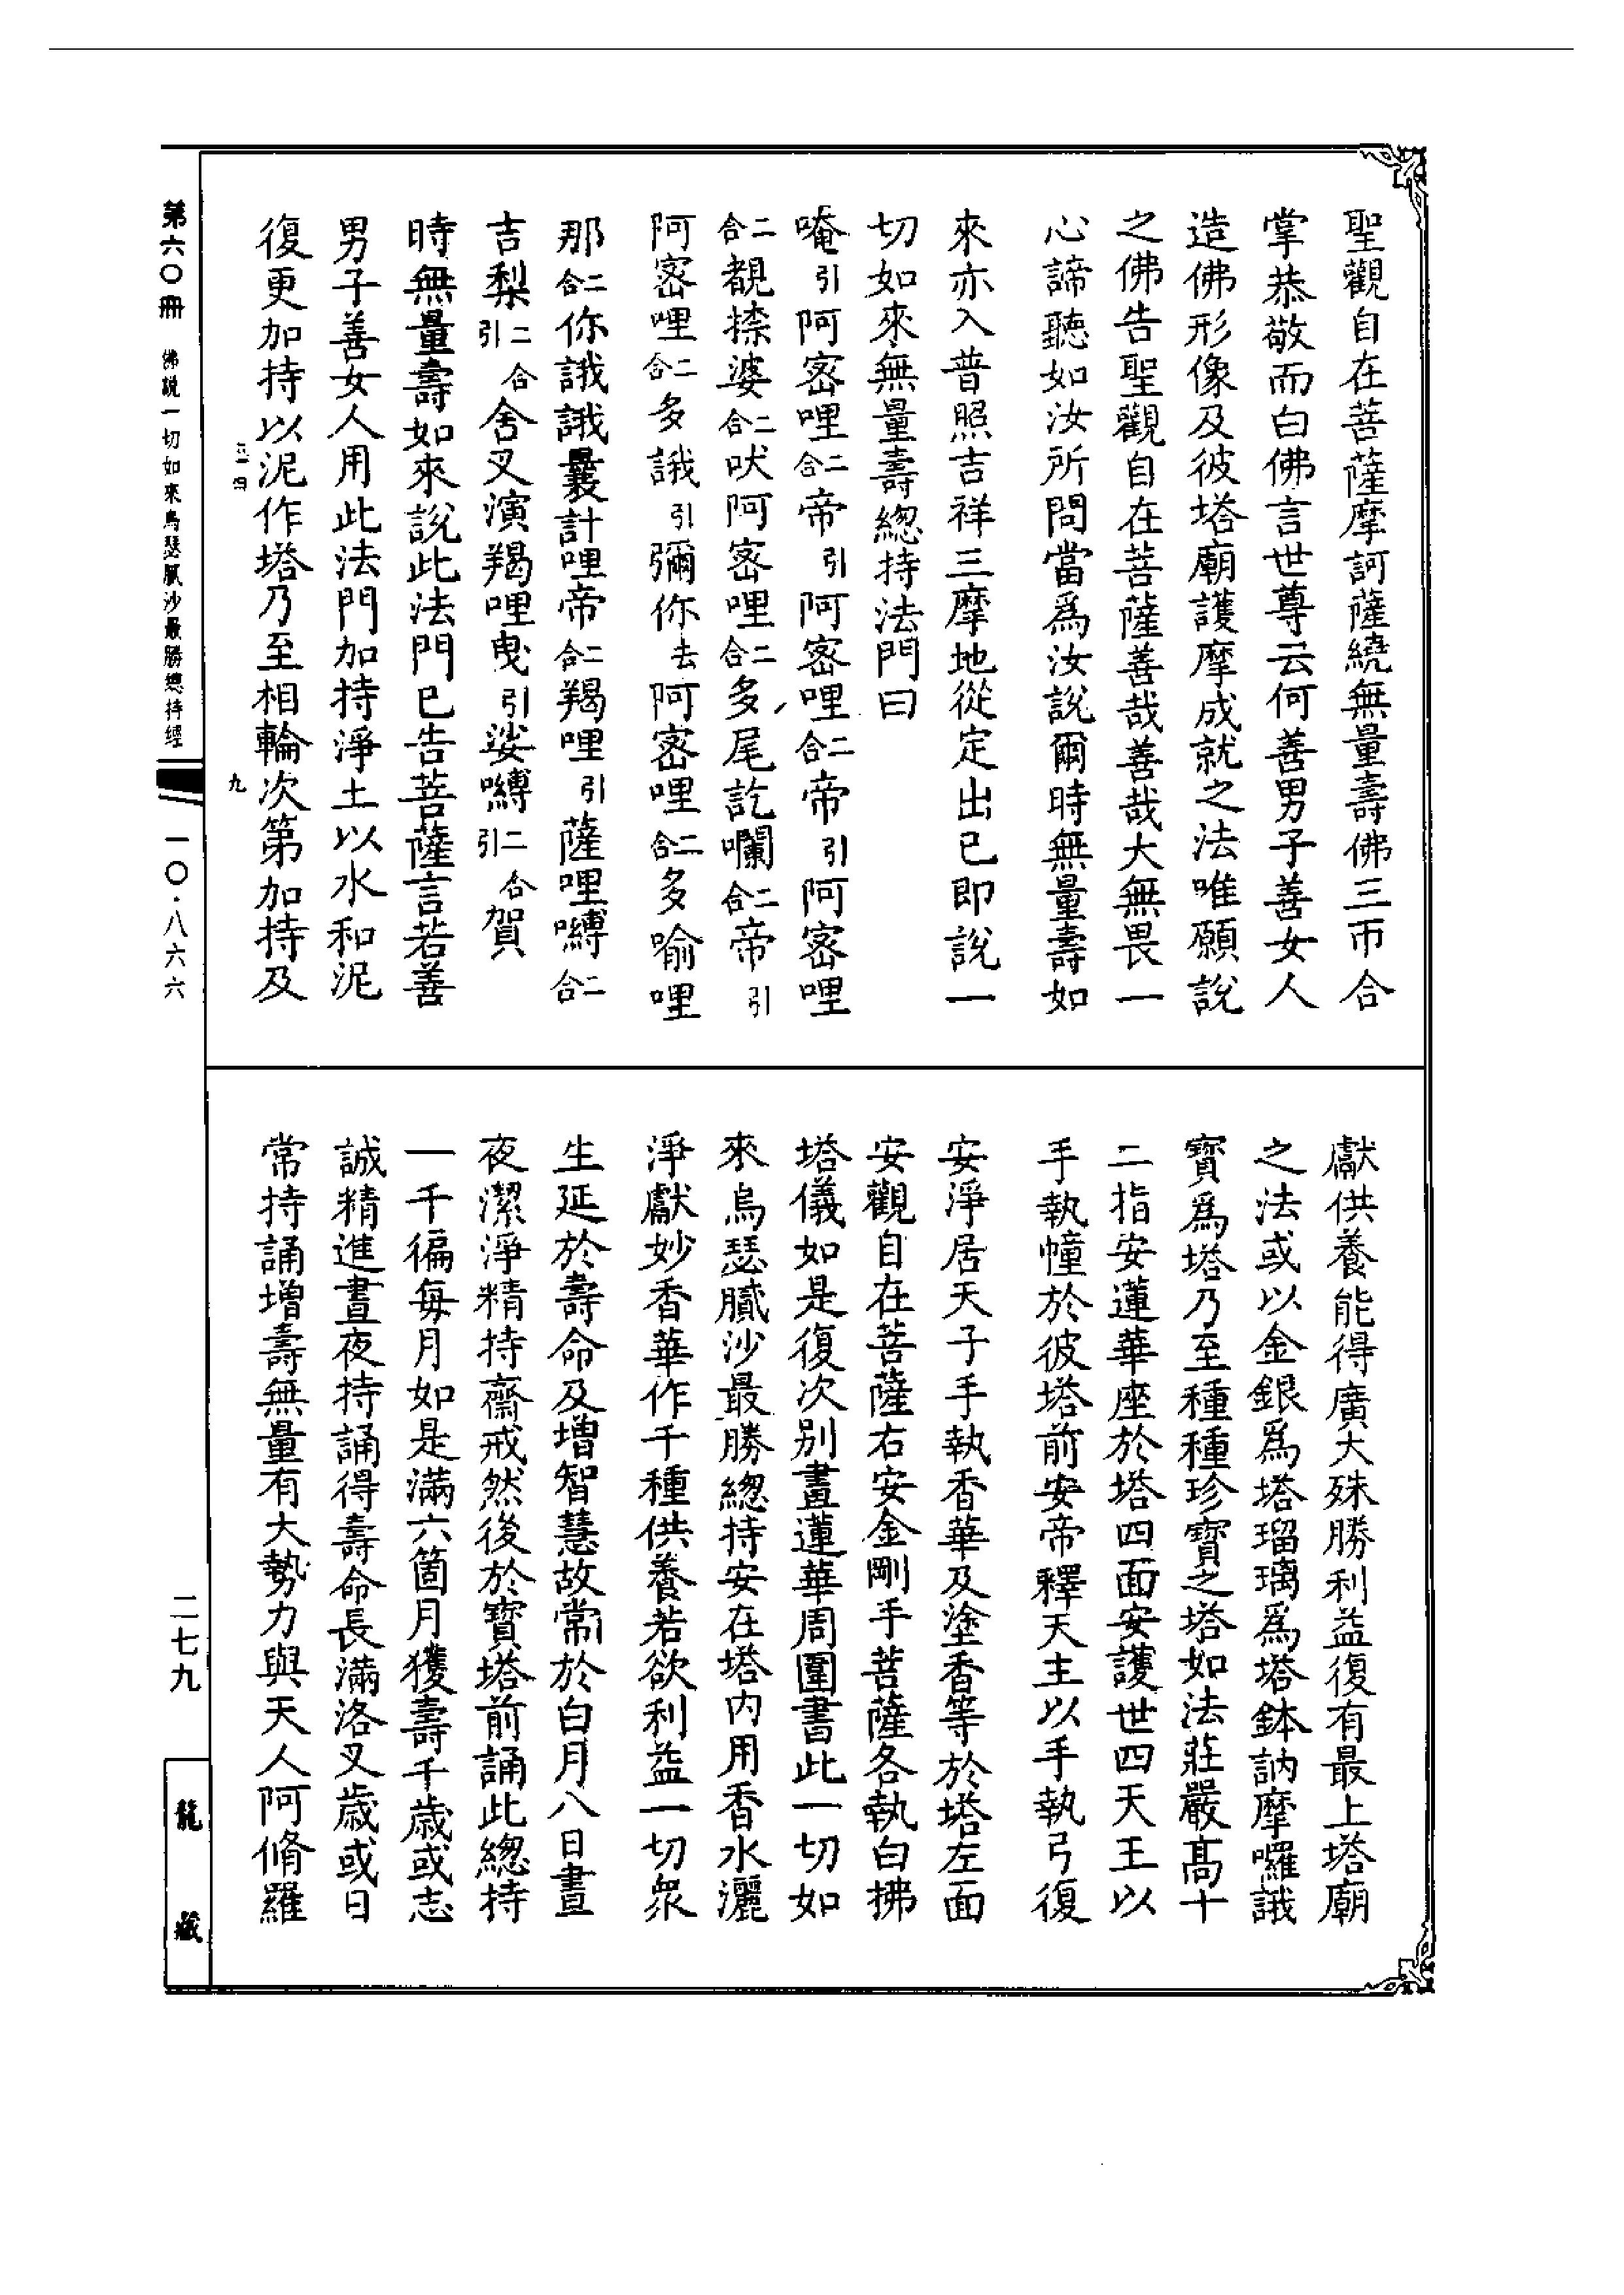 聖觀自在菩薩摩訶薩繞無量壽佛三帀合
掌恭敬而白佛言世尊云何善男子善女人
造佛形像及彼塔廟護摩成就之法唯願說
之佛告聖觀自在菩薩善哉善哉大無畏一
心諦聽如汝所問當爲汝說爾時無量壽如
來亦入普照吉祥三摩地從定出已即說一
切如來無量壽總持法門曰
唵引阿密哩二合帝引阿密哩二合帝引阿密哩
二合覩捺婆二合吠阿密哩二合多尾訖囒二合帝引
阿密哩二合多誐引彌你去阿密哩二合多喻哩
那二合你誐誐曩計哩帝二合羯哩引薩哩嚩二合
吉梨二合引舍叉演羯哩曳引娑嚩二合引賀
時無量壽如來說此法門已告菩薩言若善
男子善女人用此法門加持淨土以水和泥
復更加持以泥作塔乃至相輪次第加持及
獻供養能得廣大殊勝利益復有最上塔廟
之法或以金銀爲塔瑠璃爲塔鉢訥摩囉誐
寶爲塔乃至種種珍寶之塔如法莊嚴高十
二指安蓮華座於塔四面安護世四天王以
手執幢於彼塔前安帝釋天主以手執弓復
安淨居天子手執香華及塗香等於塔左面
安觀自在菩薩右安金剛手菩薩各執白拂
塔儀如是復次別畫蓮華周圍書此一切如
來烏瑟膩沙最勝總持安在塔內用香水灑
淨獻妙香華作千種供養若欲利益一切眾
生延於壽命及增智慧故常於白月八日晝
夜潔淨精持齋戒然後於寶塔前誦此總持
一千徧每月如是滿六箇月獲壽千歲或志
誠精進晝夜持誦得壽命長滿洛叉歲或日
常持誦增壽無量有大勢力與天人阿脩羅
第六〇冊 佛說一切如來烏瑟膩沙最勝總持經 一〇·八六六
九
二七九
龍藏